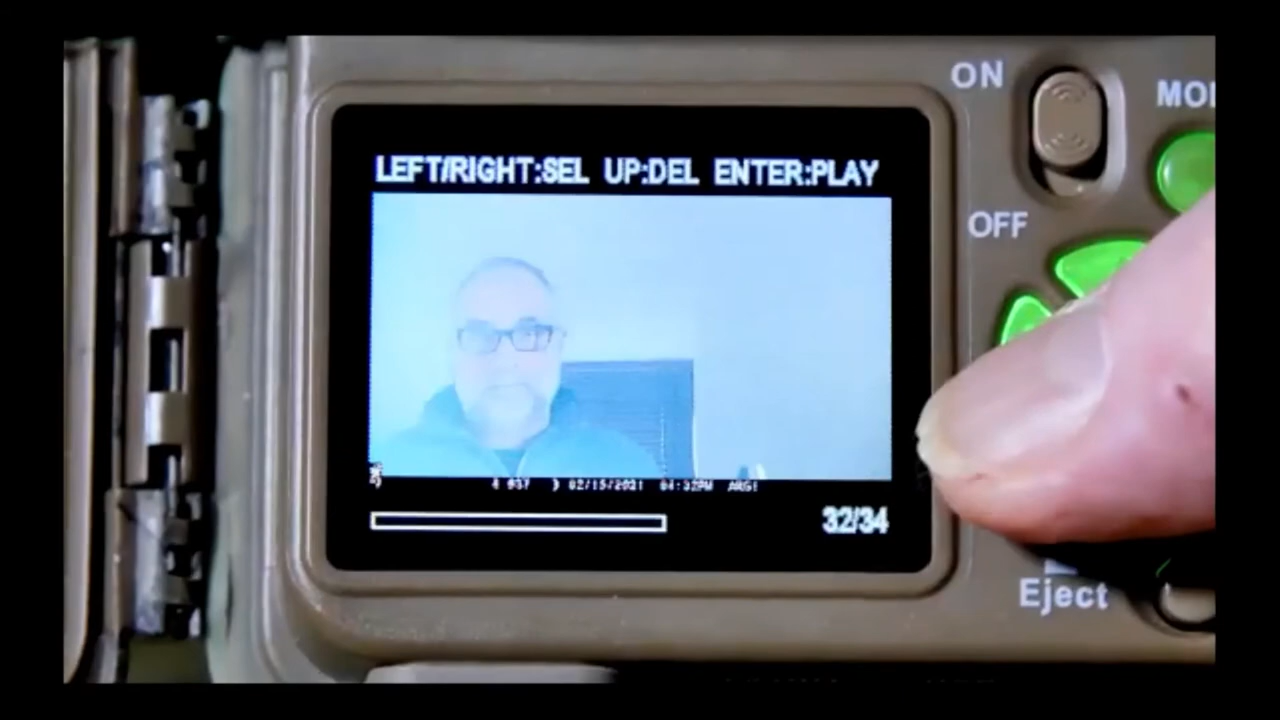 ON
MO
LEFT/RIGHT:SEL UP:DEL ENTER:PLAY
OFF
02/15/2021 04:32PM
32/34
Eject